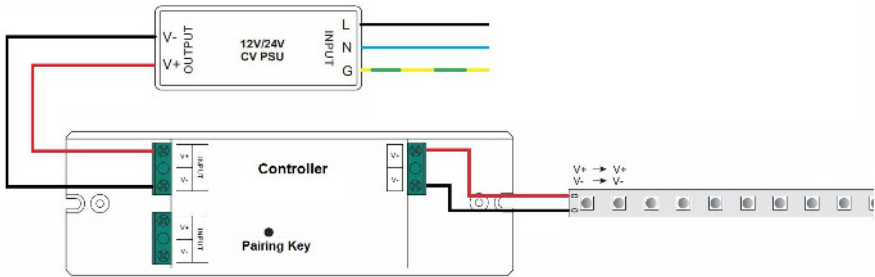 V-
V+
OUTPUT
12V/24V
CV PSU
INPUT
L
N
G
V+
V-
INPUT
Controller
V+
V-
V+ → V+
V- → V-
V+
V-
INPUT
Pairing Key